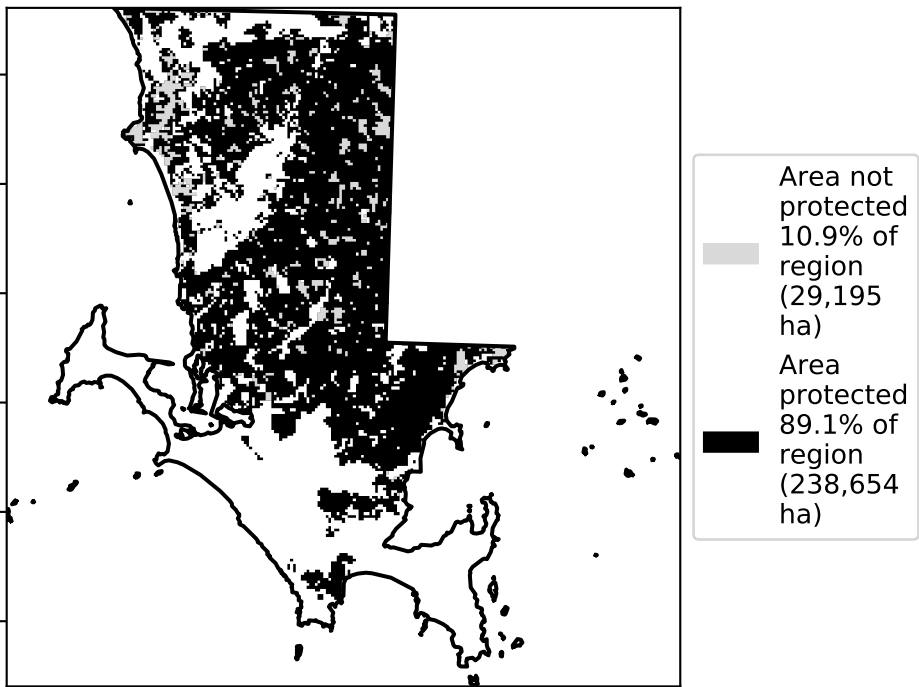 Area not
protected
10.9% of
region
(29,195
ha)
Area
protected
89.1% of
region
(238,654
ha)